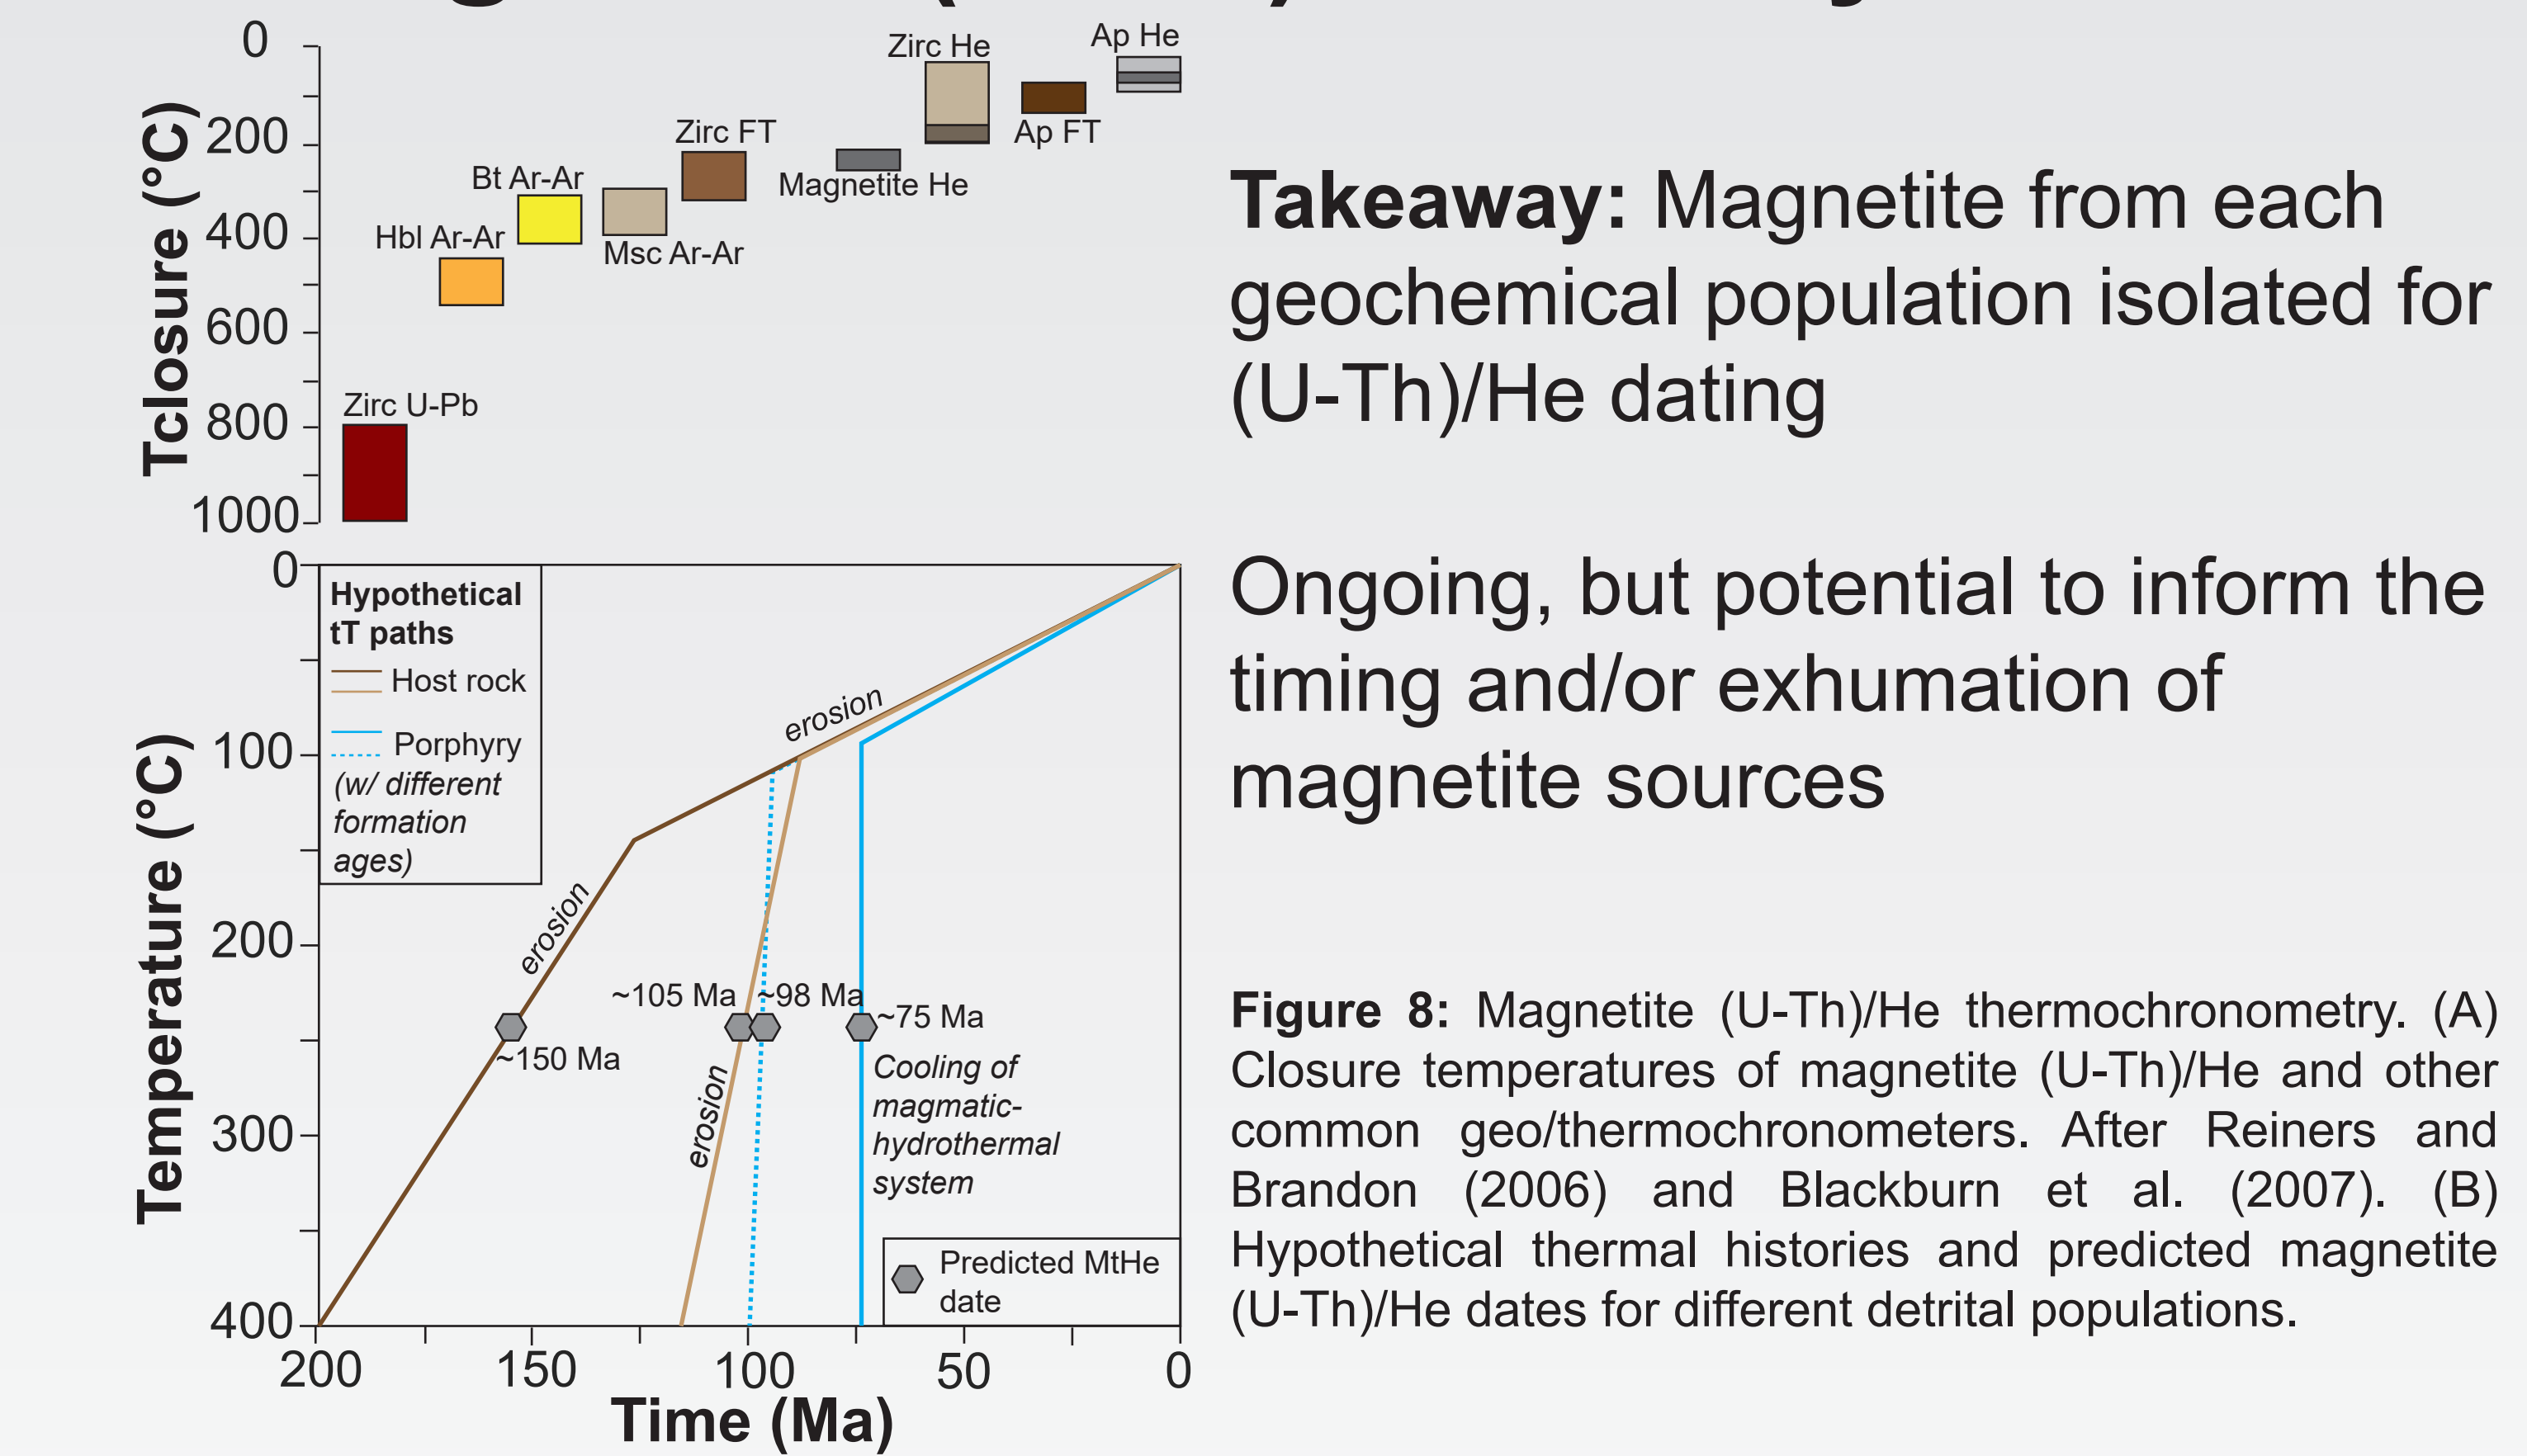 0
200
400
600
800
1000
Tclosure (°C)
Zirc He
Ap He
Zirc FT
Ap FT
Bt Ar-Ar
Magnetite He
Hbl Ar-Ar
Msc Ar-Ar
Zirc U-Pb
0
100
200
300
400
Temperature (°C)
Hypothetical
tT paths
Host rock
Porphyry
(w/ different
formation
ages)
erosion
erosion
erosion
~105 Ma
~98 Ma
~75 Ma
~150 Ma
Cooling of
magmatic-
hydrothermal
system
Predicted MtHe
date
200
150
100
50
0
Time (Ma)
Takeaway: Magnetite from each
geochemical population isolated for
(U-Th)/He dating
Ongoing, but potential to inform the
timing and/or exhumation of
magnetite sources
Figure 8: Magnetite (U-Th)/He thermochronometry. (A)
Closure temperatures of magnetite (U-Th)/He and other
common geo/thermochronometers. After Reiners and
Brandon (2006) and Blackburn et al. (2007). (B)
Hypothetical thermal histories and predicted magnetite
(U-Th)/He dates for different detrital populations.